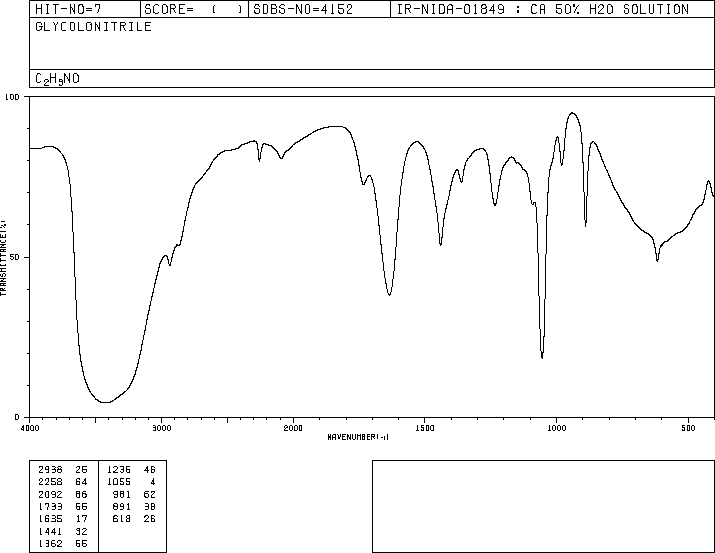 HIT-NO=7 SCORE= ( ) SDBS-NO=4152 IR-NIDA-01849 : CA 50% H2O SOLUTION
GLYCOLONITRILE
C2H3NO
100
50
0
TRANSMITTANCE(%)
4000 3000 2000 1500 1000 500
WAVENUMBER(-1)
2938 26 1236 46
2258 64 1055 4
2092 86 981 62
1733 66 891 38
1635 17 618 26
1441 32
1362 66